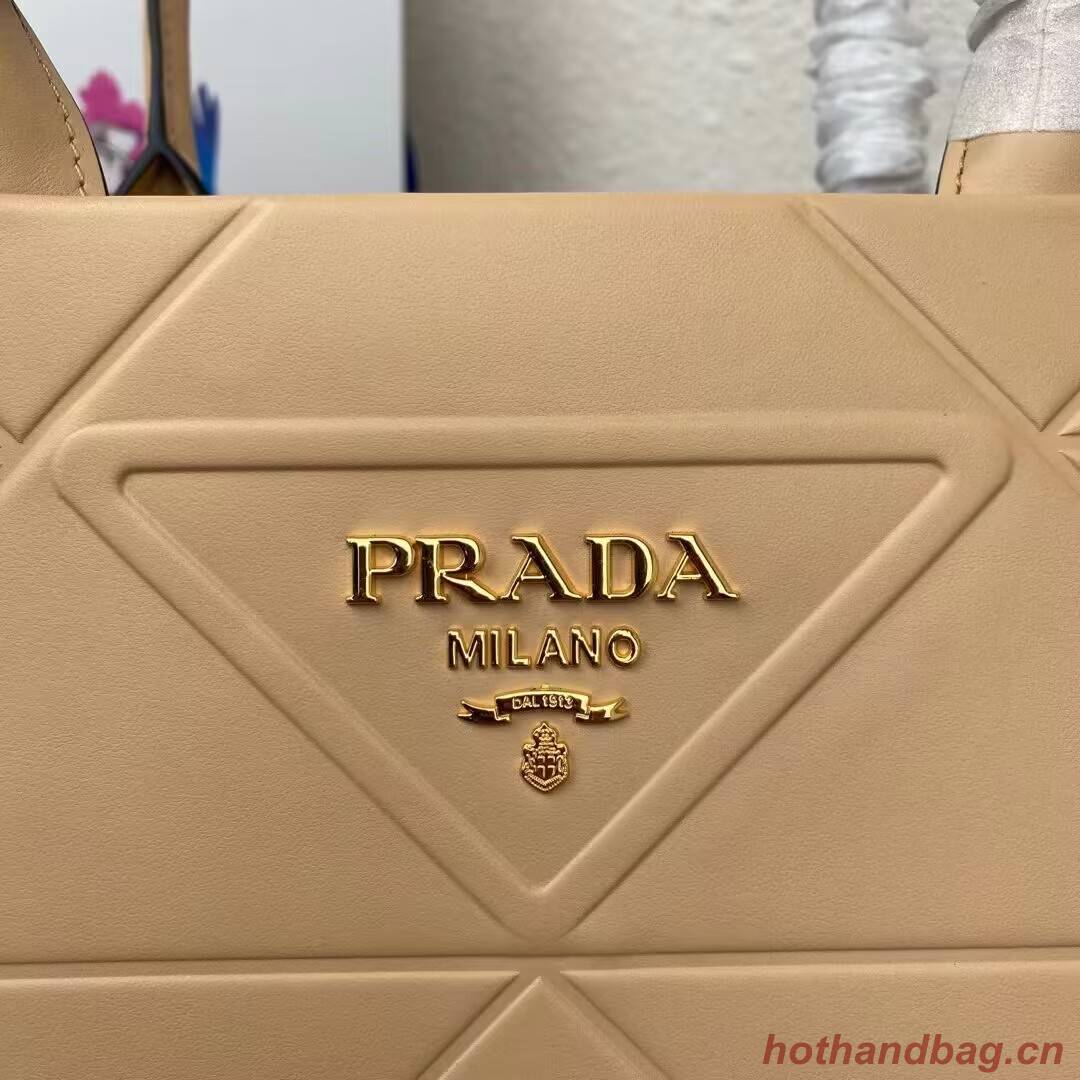 PRADA
MILANO
DAL 1913
hothandbag.cn